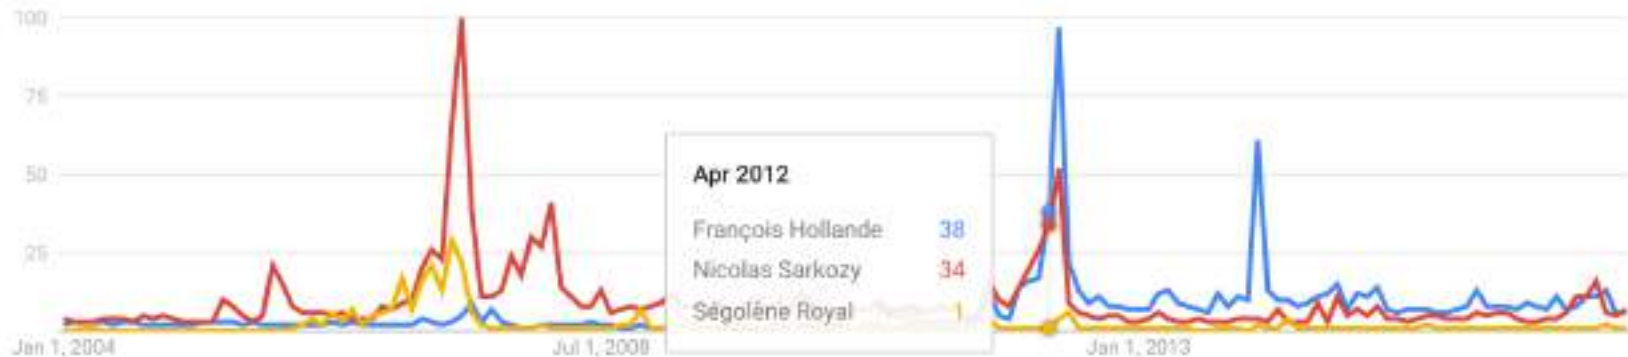 100
75
50
25
Apr 2012
François Hollande 38
Nicolas Sarkozy 34
Ségolène Royal 1
Jan 1, 2004
Jul 1, 2008
Jan 1, 2013